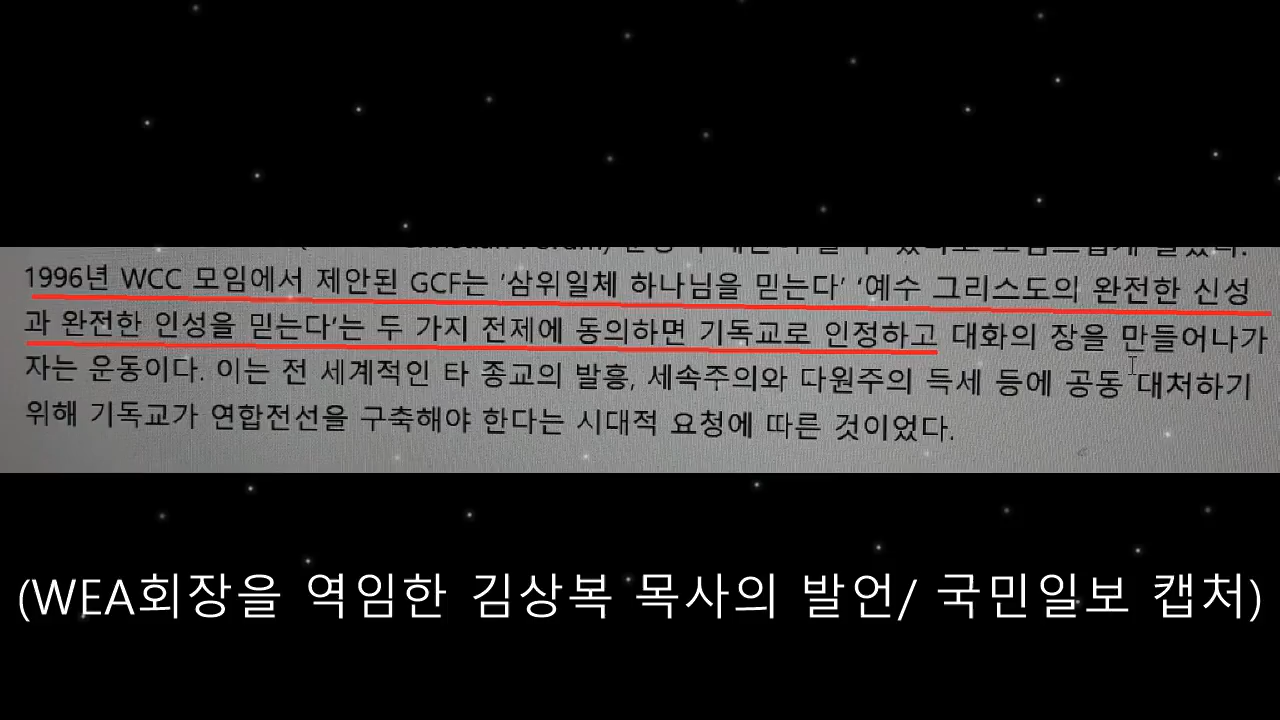 1996년 WCC 모임에서 제안된 GCF는 '삼위일체 하나님을 믿는다' '예수 그리스도의 완전한 신성
과 완전한 인성을 믿는다'는 두 가지 전제에 동의하면 기독교로 인정하고 대화의 장을 만들어나가
자는 운동이다. 이는 전 세계적인 타 종교의 발흥, 세속주의와 다원주의 득세 등에 공동 대처하기
위해 기독교가 연합전선을 구축해야 한다는 시대적 요청에 따른 것이었다.
(WEA회장을 역임한 김상복 목사의 발언/ 국민일보 캡처)